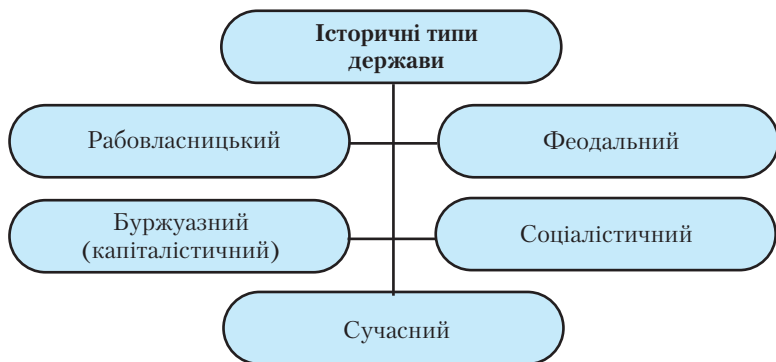 Історичні типи
держави
Рабовласницький
Феодальний
Буржуазний
(капіталістичний)
Соціалістичний
Сучасний